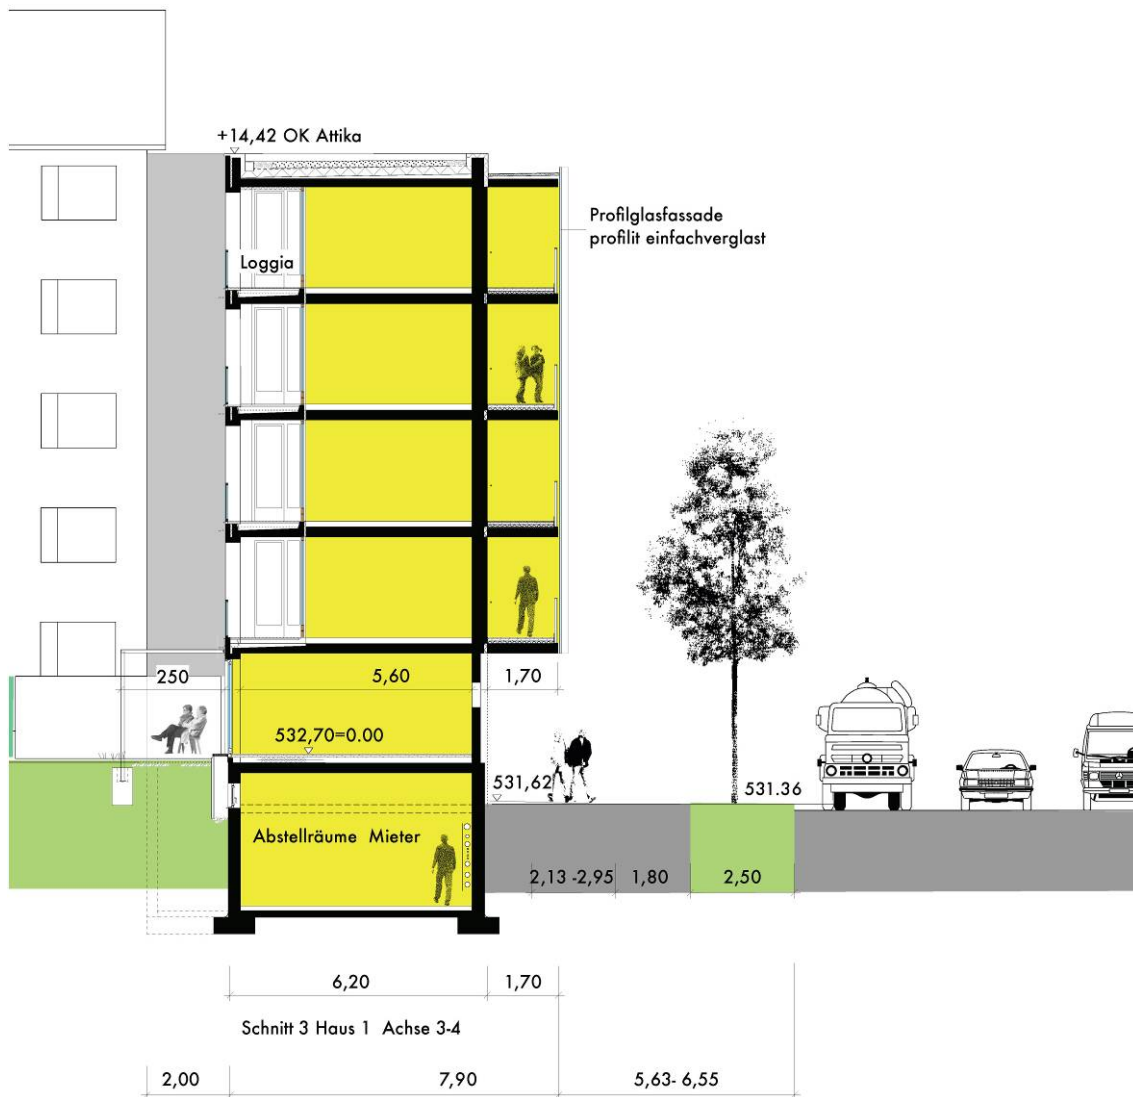 +14,42 OK Attika
Profilglasfassade
profilit einfachverglast
Loggia
250
5,60
1,70
532,70=0.00
531,62
531.36
Abstellräume Mieter
2,13 -2,95
1,80
2,50
6,20
1,70
Schnitt 3 Haus 1 Achse 3-4
2,00
7,90
5,63- 6,55